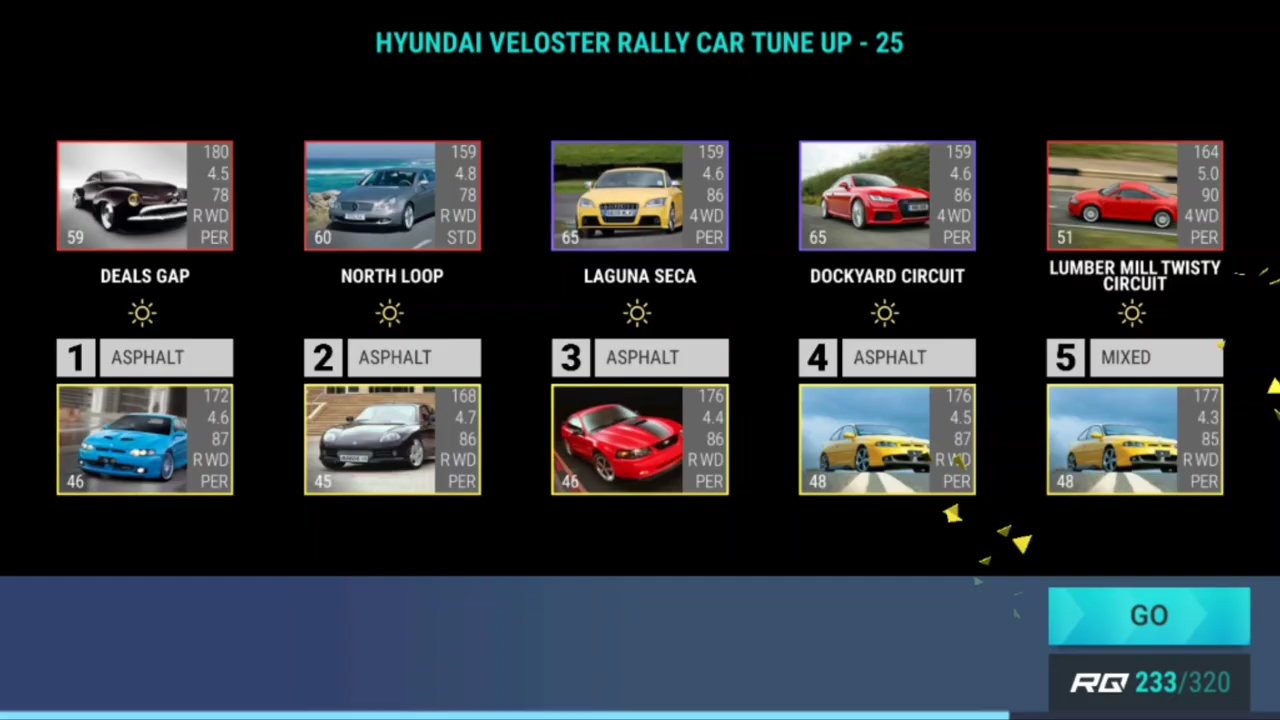 HYUNDAI VELOSTER RALLY CAR TUNE UP - 25
180
4.5
78
RWD
59 PER
159
4.8
78
RWD
60 STD
159
4.6
86
4WD
65 PER
159
4.6
86
4WD
65 PER
164
5.0
90
4WD
51 PER
DEALS GAP
NORTH LOOP
LAGUNA SECA
DOCKYARD CIRCUIT
LUMBER MILL TWISTY
CIRCUIT
1 ASPHALT
2 ASPHALT
3 ASPHALT
4 ASPHALT
5 MIXED
172
4.6
87
RWD
46 PER
168
4.7
86
RWD
45 PER
176
4.4
86
RWD
46 PER
176
4.5
87
RWD
48 PER
177
4.3
85
RWD
48 PER
GO
RQ 233/320